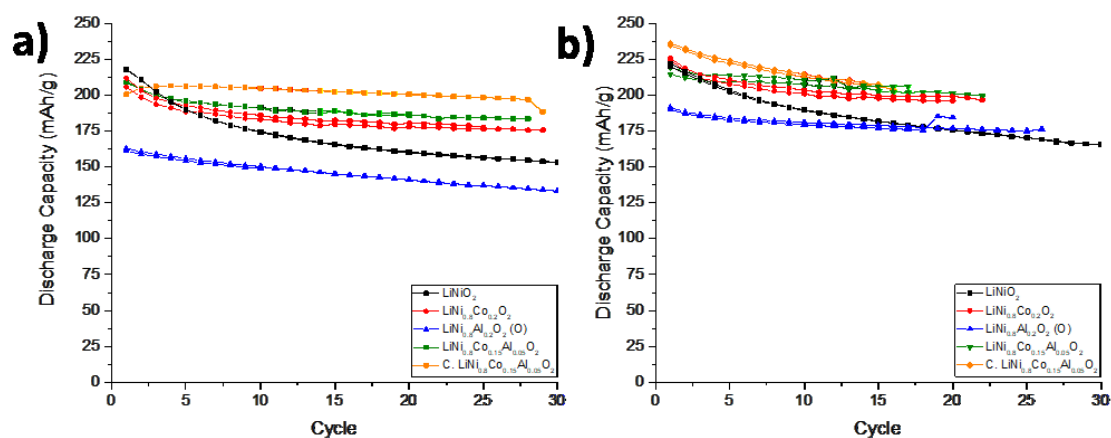 a)
Discharge Capacity (mAh/g)
250
225
200
175
150
125
100
75
50
25
0
0 5 10 15 20 25 30
Cycle
LiNiO₂
LiNi₀.₈Co₀.₂O₂
LiNi₀.₈Al₀.₂O₂ (O)
LiNi₀.₈Co₀.₁₅Al₀.₀₅O₂
C. LiNi₀.₈Co₀.₁₅Al₀.₀₅O₂
b)
Discharge Capacity (mAh/g)
250
225
200
175
150
125
100
75
50
25
0
0 5 10 15 20 25 30
Cycle
LiNiO₂
LiNi₀.₈Co₀.₂O₂
LiNi₀.₈Al₀.₂O₂ (O)
LiNi₀.₈Co₀.₁₅Al₀.₀₅O₂
C. LiNi₀.₈Co₀.₁₅Al₀.₀₅O₂